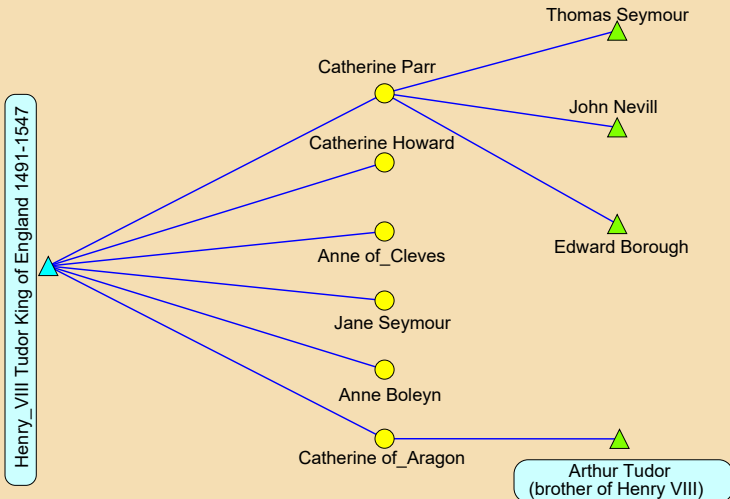 Thomas Seymour
Catherine Parr
John Nevill
Catherine Howard
Edward Borough
Anne of_Cleves
Jane Seymour
Anne Boleyn
Catherine of_Aragon
Arthur Tudor
(brother of Henry VIII)
Henry_VIII Tudor King of England 1491-1547